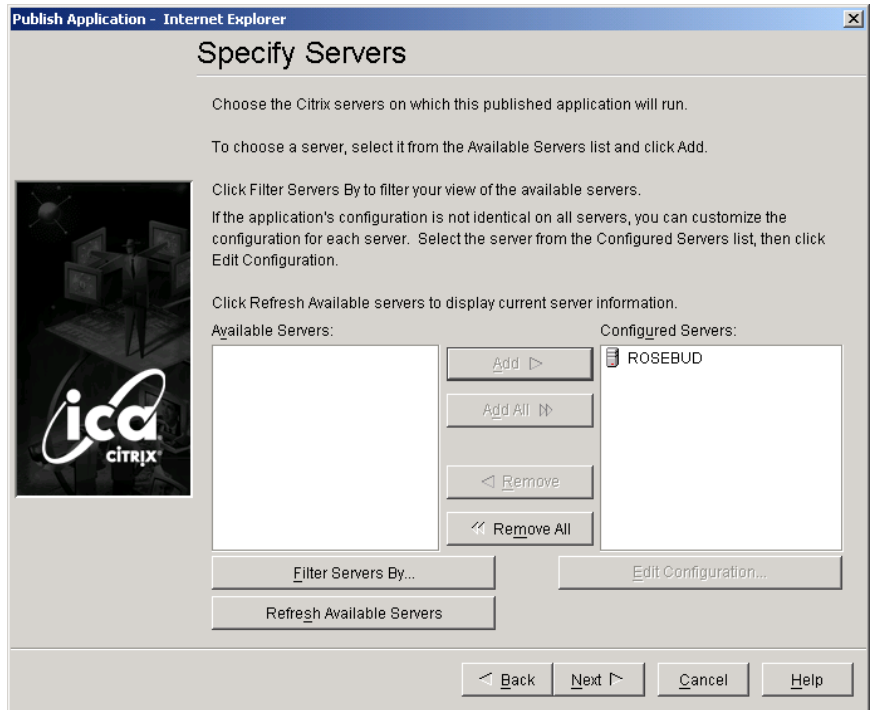 Publish Application - Internet Explorer
Specify Servers
Choose the Citrix servers on which this published application will run.
To choose a server, select it from the Available Servers list and click Add.
Click Filter Servers By to filter your view of the available servers.
If the application's configuration is not identical on all servers, you can customize the
configuration for each server. Select the server from the Configured Servers list, then click
Edit Configuration.
Click Refresh Available servers to display current server information.
Available Servers:
Configured Servers:
ROSEBUD
Add
Add All
Remove
Remove All
ica
CITRIX
Filter Servers By...
Edit Configuration...
Refresh Available Servers
Back
Next
Cancel
Help